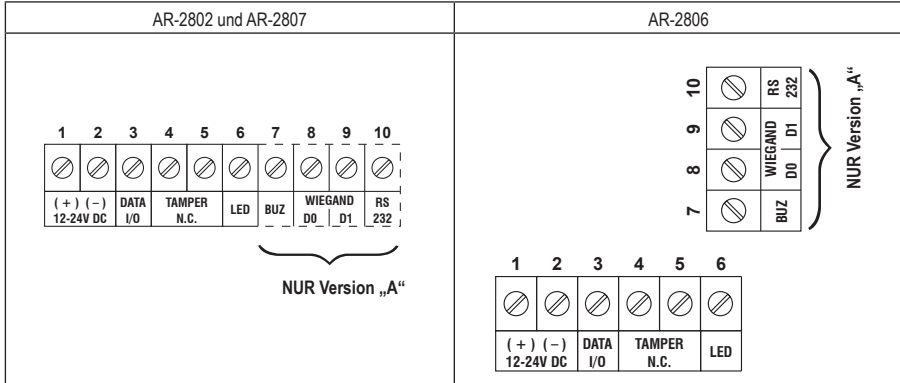 AR-2802 und AR-2807
1 2 3 4 5 6 7 8 9 10
( + ) ( – ) DATA TAMPER LED BUZ WIEGAND RS
12-24V DC I/O N.C. D0 D1 232
NUR Version „A“
AR-2806
10 RS 232
9 WIEGAND D1
8 D0
7 BUZ
NUR Version „A“
1 2 3 4 5 6
( + ) ( – ) DATA TAMPER LED
12-24V DC I/O N.C.